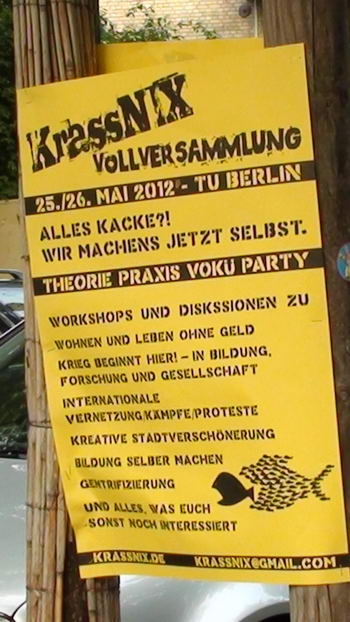 KrassNIX
VOLLVERSAMMLUNG
25./26. MAI 2012 - TU BERLIN
ALLES KACKE?!
WIR MACHENS JETZT SELBST.
THEORIE PRAXIS VOKÜ PARTY
WORKSHOPS UND DISKSSIONEN ZU
WOHNEN UND LEBEN OHNE GELD
KRIEG BEGINNT HIER! - IN BILDUNG,
FORSCHUNG UND GESELLSCHAFT
INTERNATIONALE
VERNETZUNG/KÄMPFE/PROTESTE
KREATIVE STADTVERSCHÖNERUNG
BILDUNG SELBER MACHEN
GENTRIFIZIERUNG
UND ALLES, WAS EUCH
SONST NOCH INTERESSIERT
KRASSNIX.DE KRASSNIX@GMAIL.COM